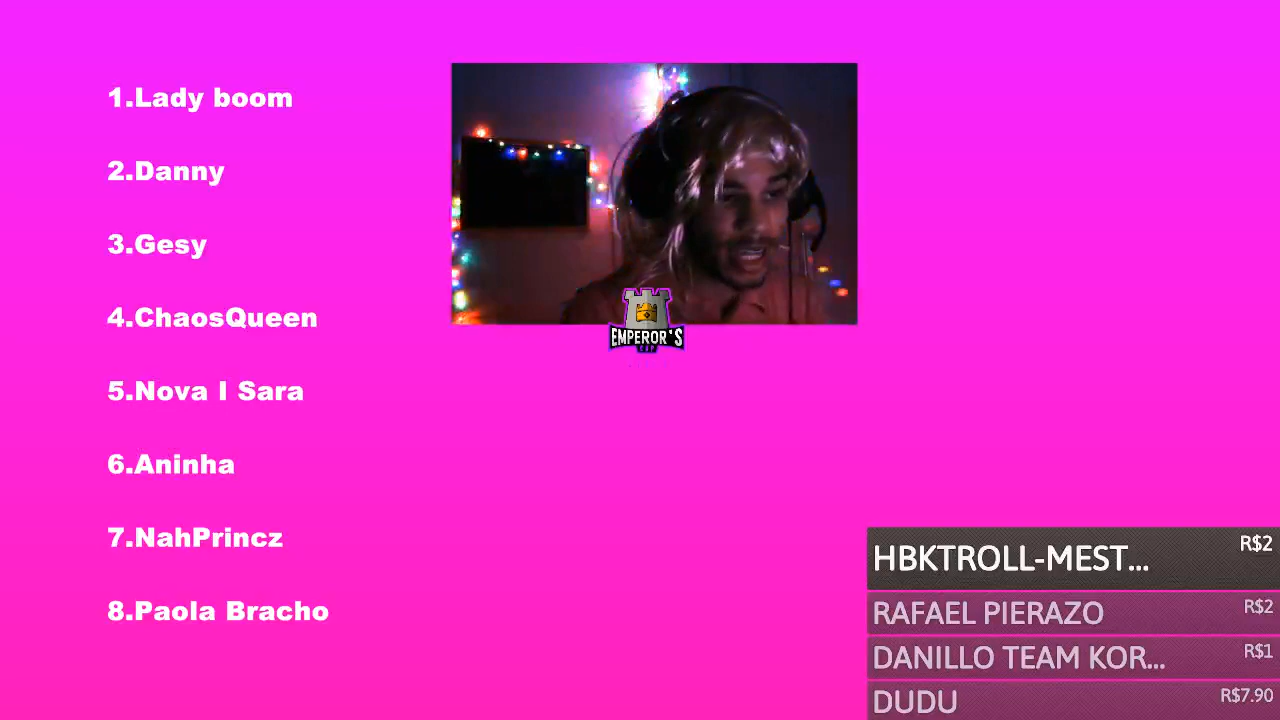 1.Lady boom
2.Danny
3.Gesy
4.ChaosQueen
5.Nova I Sara
6.Aninha
7.NahPrincz
8.Paola Bracho
EMPEROR'S
CUP
HBKTROLL-MEST... R$2
RAFAEL PIERAZO R$2
DANILLO TEAM KOR... R$1
DUDU R$7.90